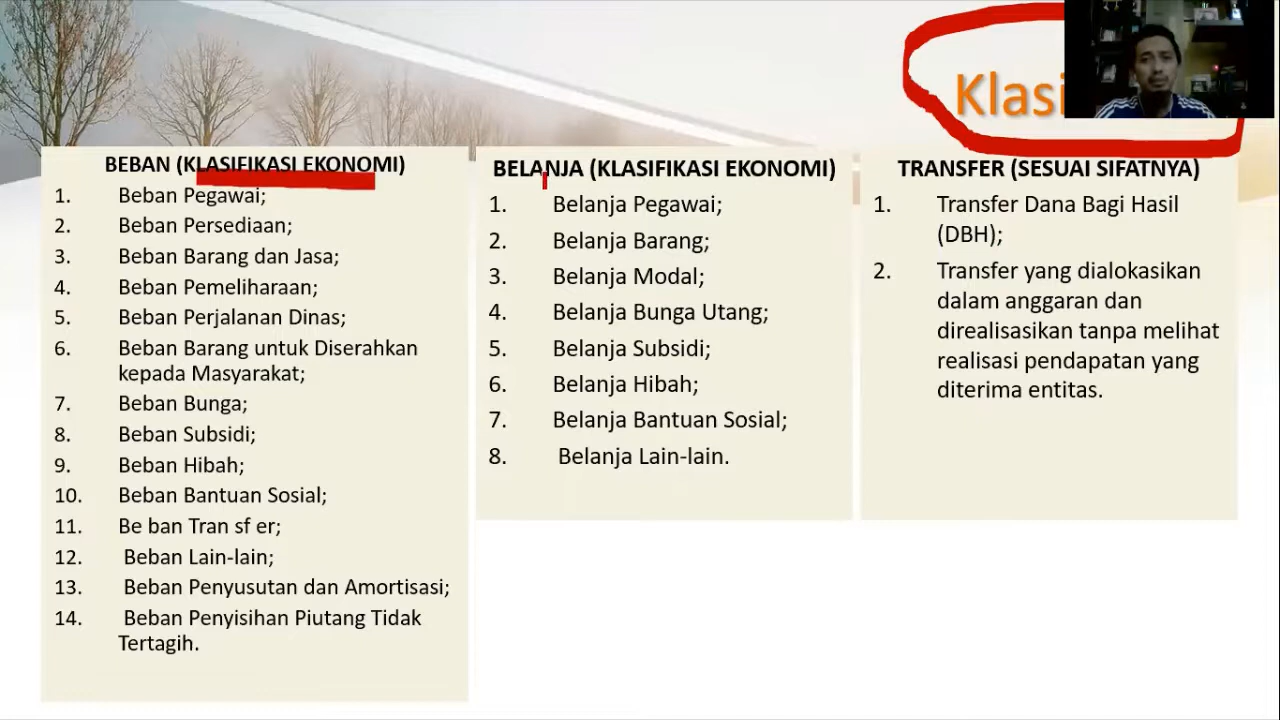 BEBAN (KLASIFIKASI EKONOMI)
1. Beban Pegawai;
2. Beban Persediaan;
3. Beban Barang dan Jasa;
4. Beban Pemeliharaan;
5. Beban Perjalanan Dinas;
6. Beban Barang untuk Diserahkan
kepada Masyarakat;
7. Beban Bunga;
8. Beban Subsidi;
9. Beban Hibah;
10. Beban Bantuan Sosial;
11. Be ban Tran sf er;
12. Beban Lain-lain;
13. Beban Penyusutan dan Amortisasi;
14. Beban Penyisihan Piutang Tidak
Tertagih.
BELANJA (KLASIFIKASI EKONOMI)
1. Belanja Pegawai;
2. Belanja Barang;
3. Belanja Modal;
4. Belanja Bunga Utang;
5. Belanja Subsidi;
6. Belanja Hibah;
7. Belanja Bantuan Sosial;
8. Belanja Lain-lain.
TRANSFER (SESUAI SIFATNYA)
1. Transfer Dana Bagi Hasil
(DBH);
2. Transfer yang dialokasikan
dalam anggaran dan
direalisasikan tanpa melihat
realisasi pendapatan yang
diterima entitas.